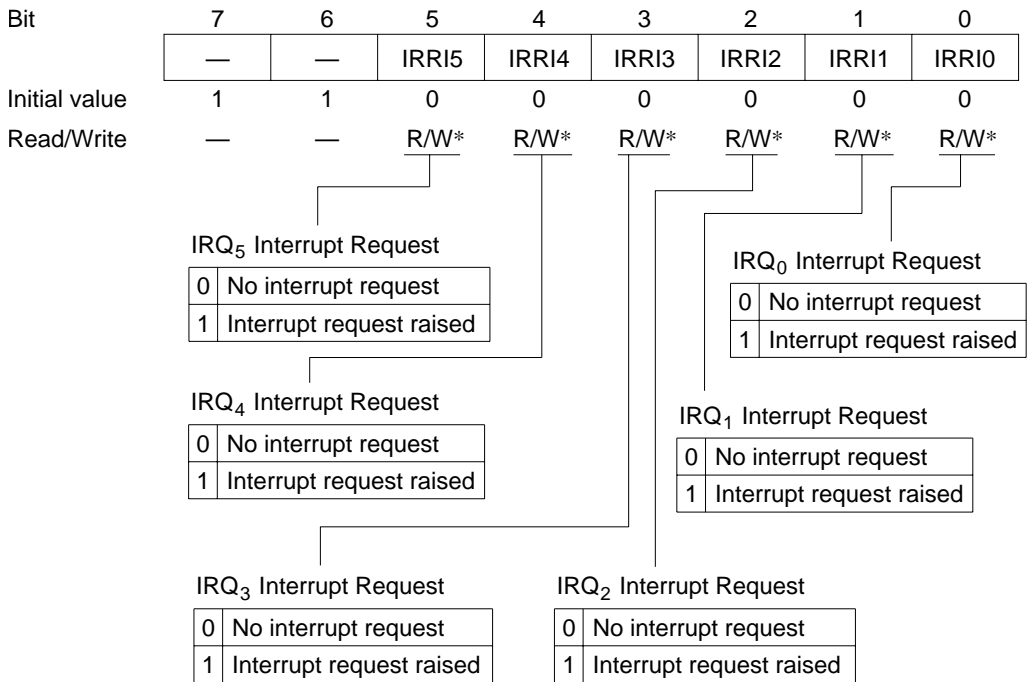 Bit 7 6 5 4 3 2 1 0
— — IRRI5 IRRI4 IRRI3 IRRI2 IRRI1 IRRI0
Initial value 1 1 0 0 0 0 0 0
Read/Write — — R/W* R/W* R/W* R/W* R/W* R/W*
IRQ5 Interrupt Request
0 No interrupt request
1 Interrupt request raised
IRQ0 Interrupt Request
0 No interrupt request
1 Interrupt request raised
IRQ4 Interrupt Request
0 No interrupt request
1 Interrupt request raised
IRQ1 Interrupt Request
0 No interrupt request
1 Interrupt request raised
IRQ3 Interrupt Request
0 No interrupt request
1 Interrupt request raised
IRQ2 Interrupt Request
0 No interrupt request
1 Interrupt request raised